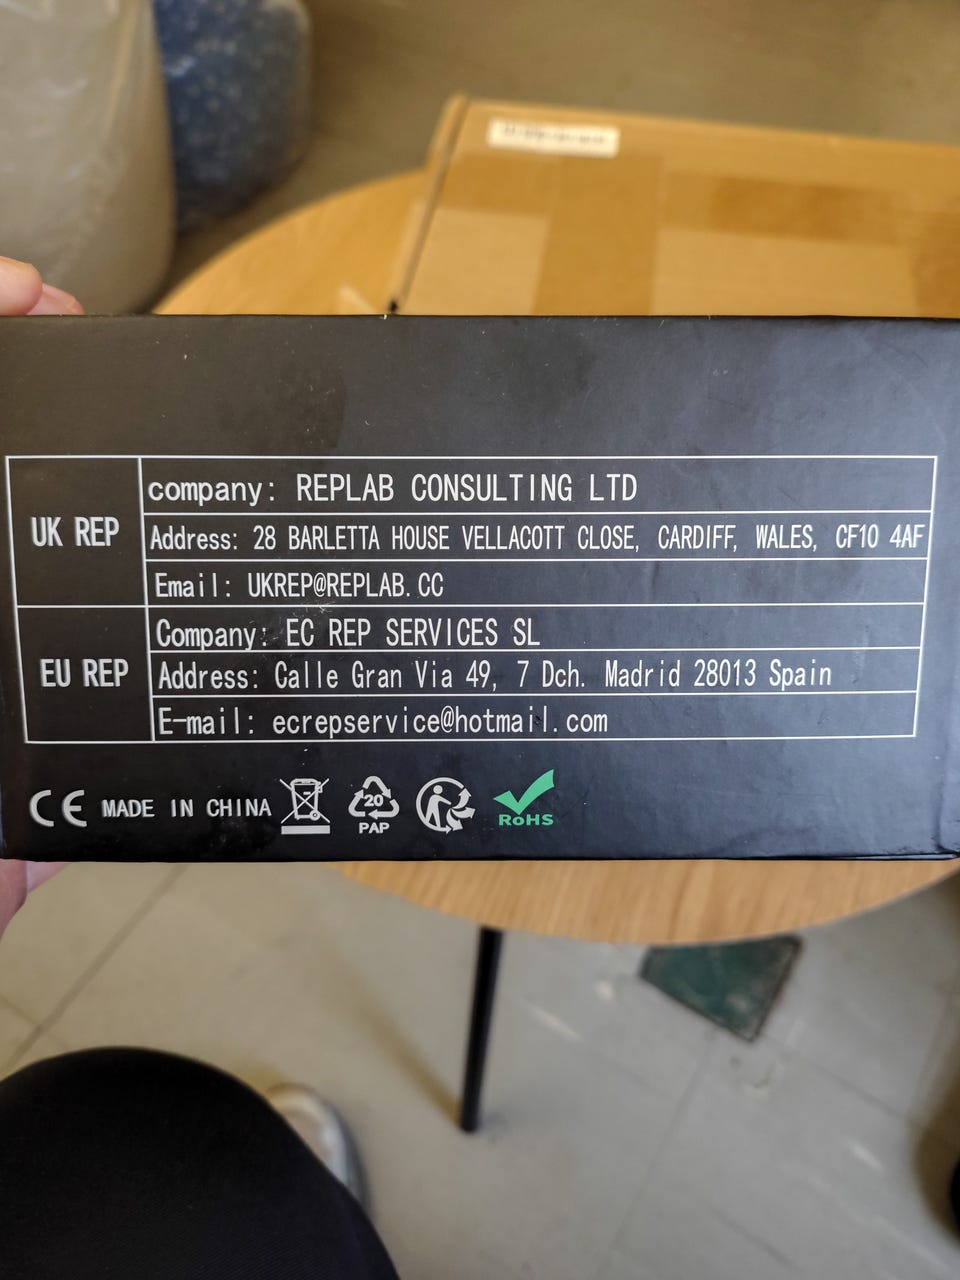 UK REP
company: REPLAB CONSULTING LTD
Address: 28 BARLETTA HOUSE VELLACOTT CLOSE, CARDIFF, WALES, CF10 4AF
Email: UKREP@REPLAB.CC
EU REP
Company: EC REP SERVICES SL
Address: Calle Gran Via 49, 7 Dch. Madrid 28013 Spain
E-mail: ecrepservice@hotmail.com
CE MADE IN CHINA
20
PAP
RoHS